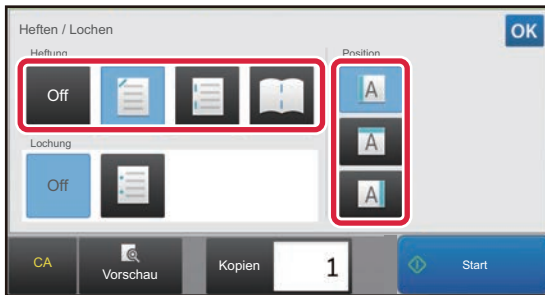 Heften / Lochen
OK
Heftung
Position
Off
A
A
A
Lochung
Off
CA
Vorschau
Kopien
1
Start